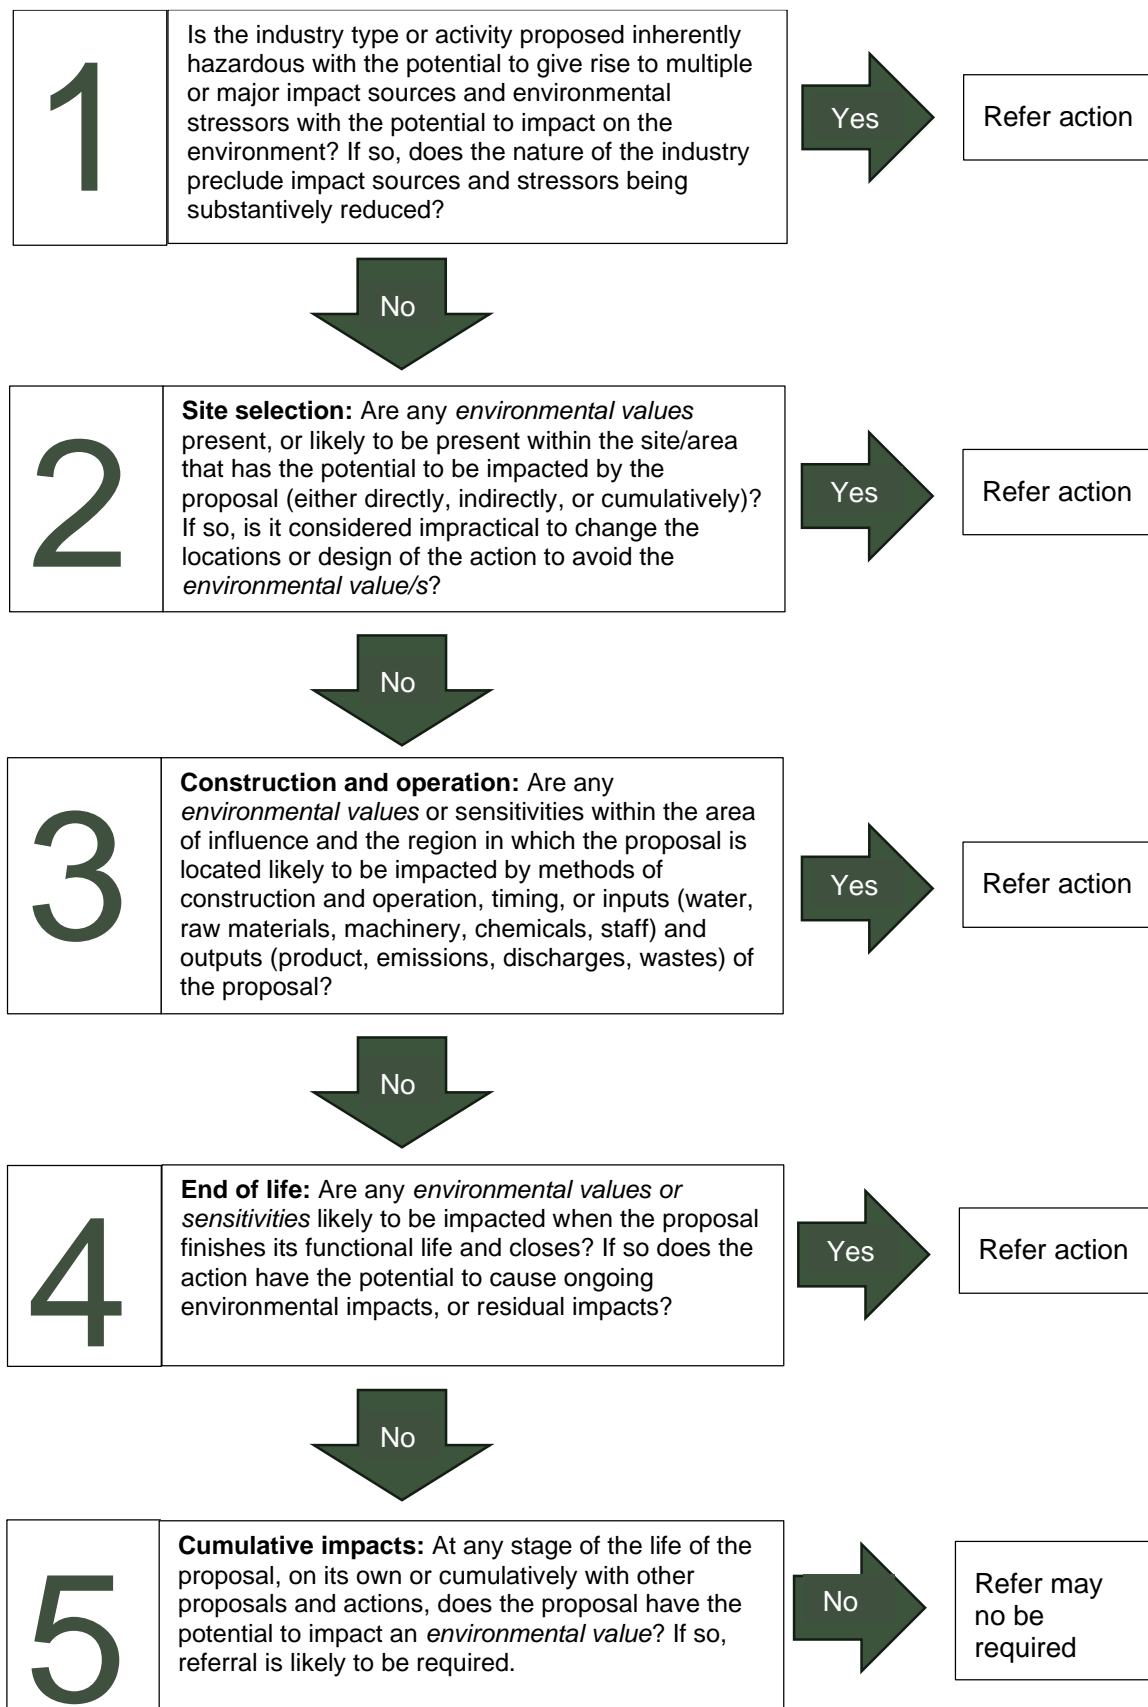 1
Is the industry type or activity proposed inherently
hazardous with the potential to give rise to multiple
or major impact sources and environmental
stressors with the potential to impact on the
environment? If so, does the nature of the industry
preclude impact sources and stressors being
substantively reduced?
Yes
Refer action
No
2
Site selection: Are any environmental values
present, or likely to be present within the site/area
that has the potential to be impacted by the
proposal (either directly, indirectly, or cumulatively)?
If so, is it considered impractical to change the
locations or design of the action to avoid the
environmental value/s?
Yes
Refer action
No
3
Construction and operation: Are any
environmental values or sensitivities within the area
of influence and the region in which the proposal is
located likely to be impacted by methods of
construction and operation, timing, or inputs (water,
raw materials, machinery, chemicals, staff) and
outputs (product, emissions, discharges, wastes) of
the proposal?
Yes
Refer action
No
4
End of life: Are any environmental values or
sensitivities likely to be impacted when the proposal
finishes its functional life and closes? If so does the
action have the potential to cause ongoing
environmental impacts, or residual impacts?
Yes
Refer action
No
5
Cumulative impacts: At any stage of the life of the
proposal, on its own or cumulatively with other
proposals and actions, does the proposal have the
potential to impact an environmental value? If so,
referral is likely to be required.
No
Refer may
no be
required